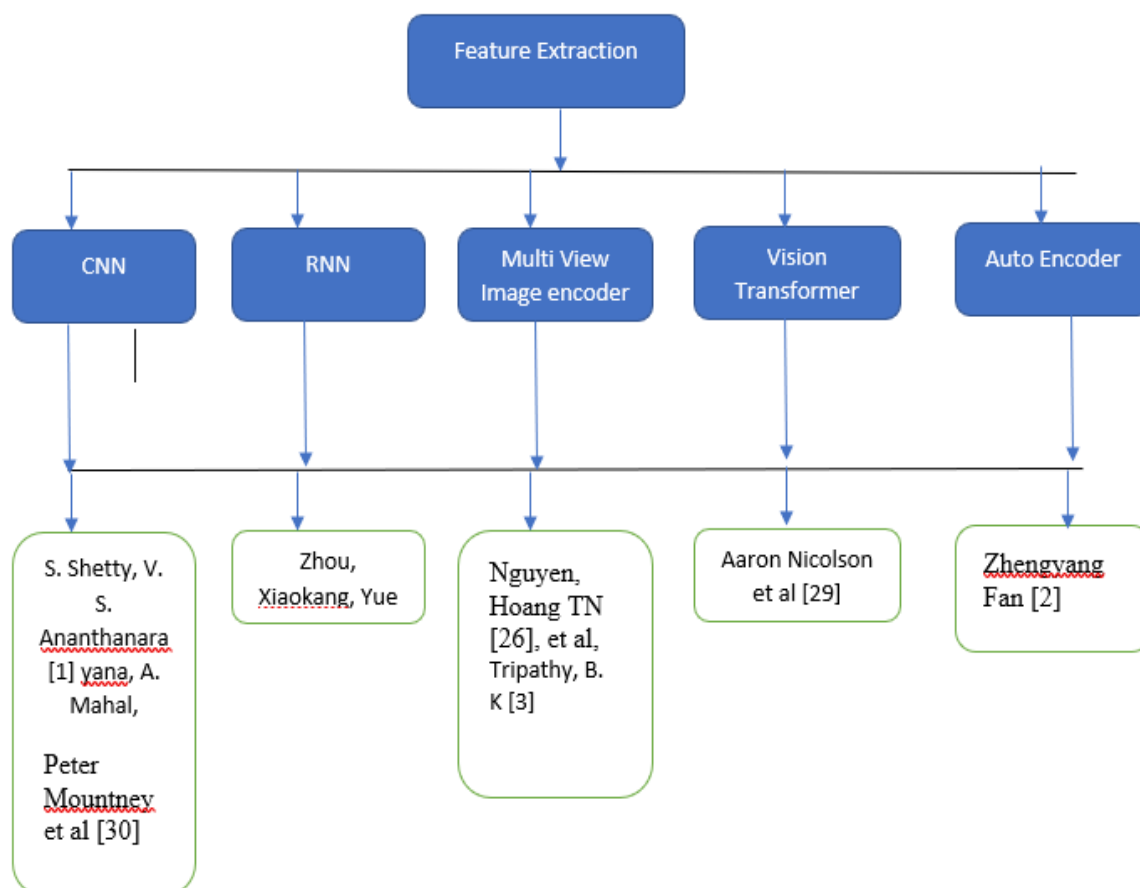 Feature Extraction
CNN
RNN
Multi View
Image encoder
Vision
Transformer
Auto Encoder
S. Shetty, V.
S.
Ananthanara
[1] yana, A.
Mahal,
Peter
Mountney
et al [30]
Zhou,
Xiaokang, Yue
Nguyen,
Hoang TN
[26], et al,
Tripathy, B.
K [3]
Aaron Nicolson
et al [29]
Zhengyang
Fan [2]